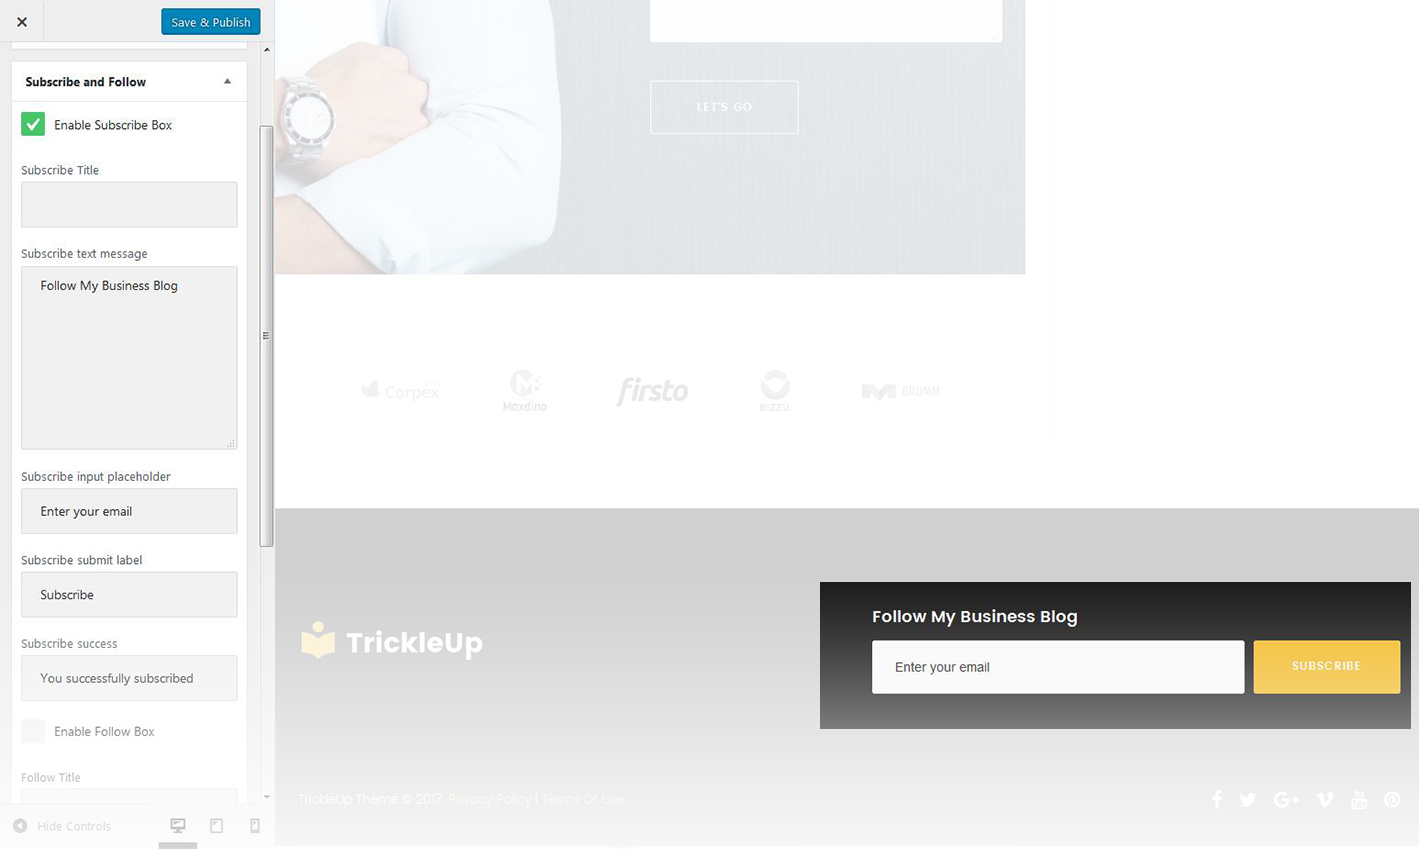 Save & Publish
Subscribe and Follow
Enable Subscribe Box
Subscribe Title
Subscribe text message
Follow My Business Blog
Subscribe input placeholder
Enter your email
Subscribe submit label
Subscribe
Subscribe success
You successfully subscribed
Enable Follow Box
Follow Title
Hide Controls
LET'S GO
Corpex
Maxdino
firsto
BIZZU.
BRUMM
TrickleUp
Follow My Business Blog
Enter your email
SUBSCRIBE
TrickleUp Theme © 2017. Privacy Policy | Terms Of Use